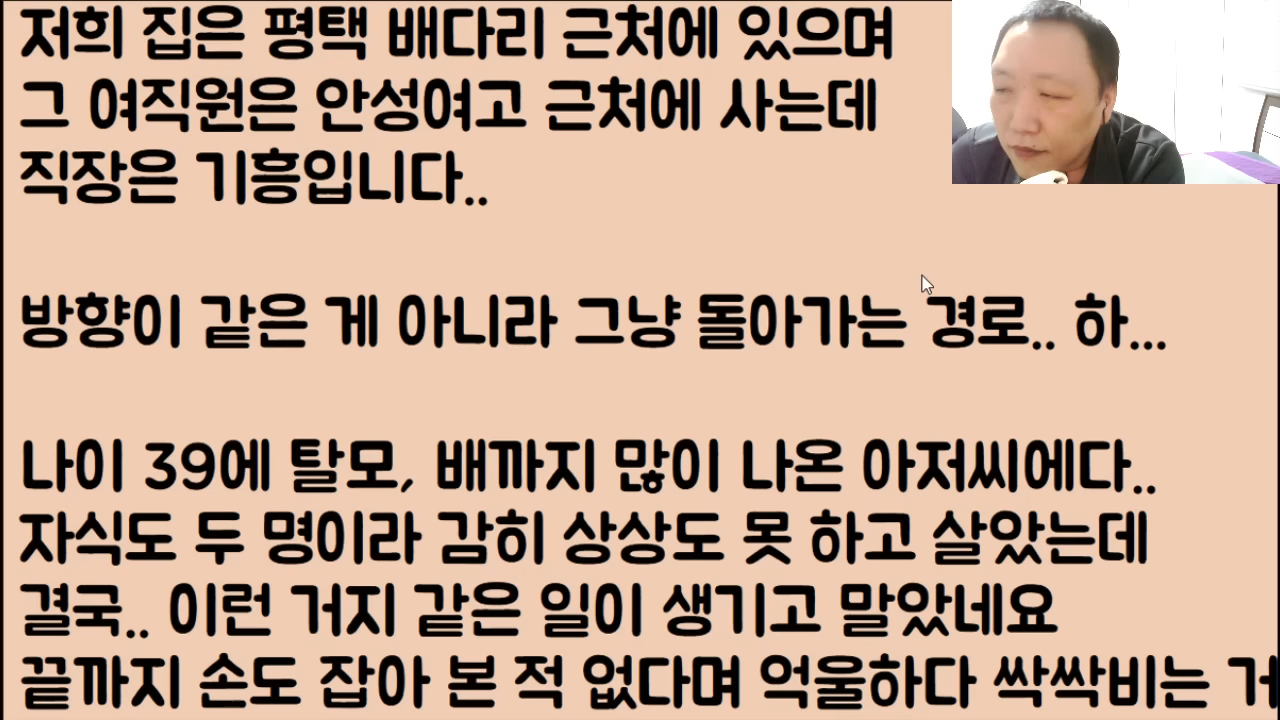 저희 집은 평택 배다리 근처에 있으며
그 여직원은 안성여고 근처에 사는데
직장은 기흥입니다..
방향이 같은 게 아니라 그냥 돌아가는 경로.. 하...
나이 39에 탈모, 배까지 많이 나온 아저씨에다..
자식도 두 명이라 감히 상상도 못 하고 살았는데
결국.. 이런 거지 같은 일이 생기고 말았네요
끝까지 손도 잡아 본 적 없다며 억울하다 싹싹비는 거